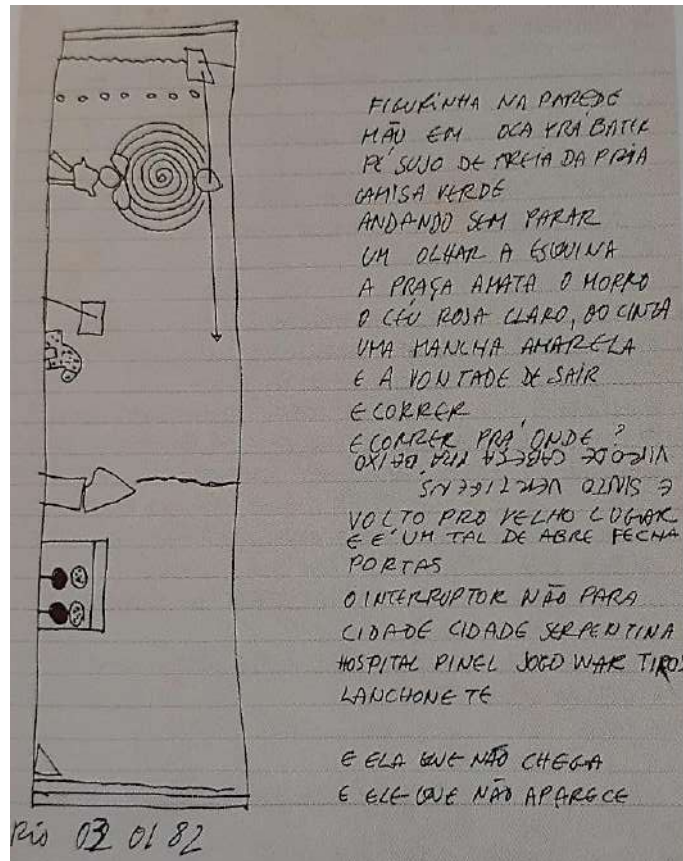 FIGURINHA NA PAREDE
MÃO EM OCA PRA BATER
PÉ SUJO DE AREIA DA PRAIA
CAMISA VERDE
ANDANDO SEM PARAR
UM OLHAR A ESQUINA
A PRAÇA A MATA O MORRO
O CÉU ROSA CLARO, DO CINZA
UMA MANCHA AMARELA
E A VONTADE DE SAIR
E CORRER
E CORRER PRA ONDE ?
VIRO DE CABEÇA PRA BAIXO
E SINTO VERTIGENS
VOLTO PRO VELHO LUGAR
E É UM TAL DE ABRE FECHA
PORTAS
O INTERRUPTOR NÃO PARA
CIDADE CIDADE SERPENTINA
HOSPITAL PINEL JOGO WAR TIROS
LANCHONETE
E ELA QUE NÃO CHEGA
E ELE QUE NÃO APARECE
Rio 03 01 82